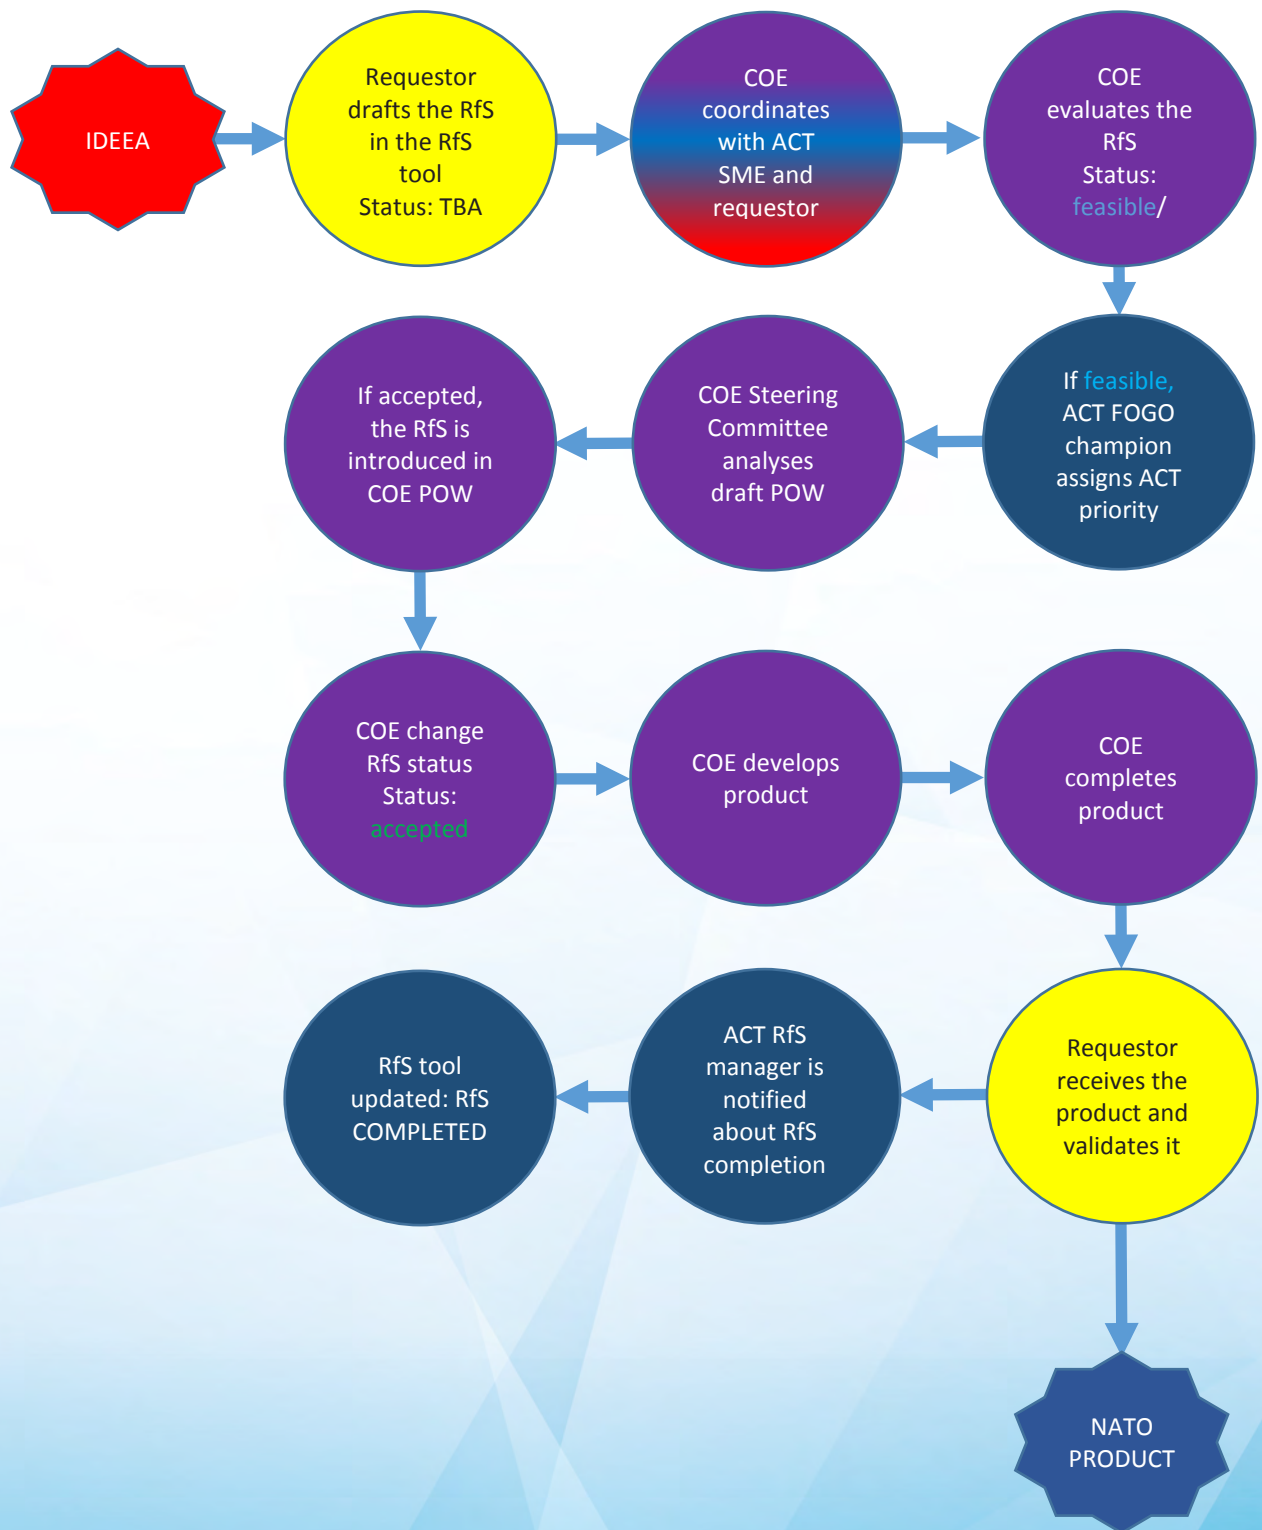 IDEEA
Requestor
drafts the RfS
in the RfS
tool
Status: TBA
COE
coordinates
with ACT
SME and
requestor
COE
evaluates the
RfS
Status:
feasible/
If feasible,
ACT FOGO
champion
assigns ACT
priority
COE Steering
Committee
analyses
draft POW
If accepted,
the RfS is
introduced in
COE POW
COE change
RfS status
Status:
accepted
COE develops
product
COE
completes
product
Requestor
receives the
product and
validates it
ACT RfS
manager is
notified
about RfS
completion
RfS tool
updated: RfS
COMPLETED
NATO
PRODUCT